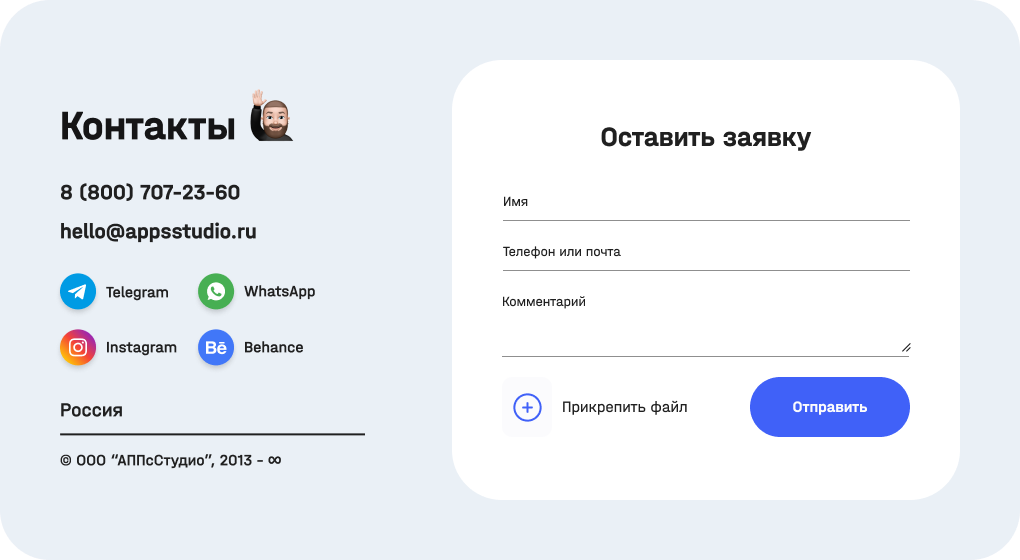 Контакты
8 (800) 707-23-60
hello@appsstudio.ru
Telegram
WhatsApp
Instagram
Bē
Behance
Россия
© ООО “АППсСтудио”, 2013 - ∞
Оставить заявку
Имя
Телефон или почта
Комментарий
Прикрепить файл
Отправить